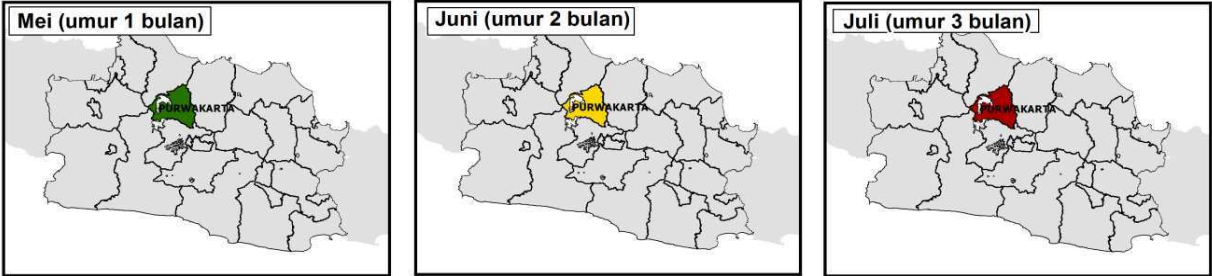 Mei (umur 1 bulan)
PURWAKARTA
Juni (umur 2 bulan)
PURWAKARTA
Juli (umur 3 bulan)
PURWAKARTA